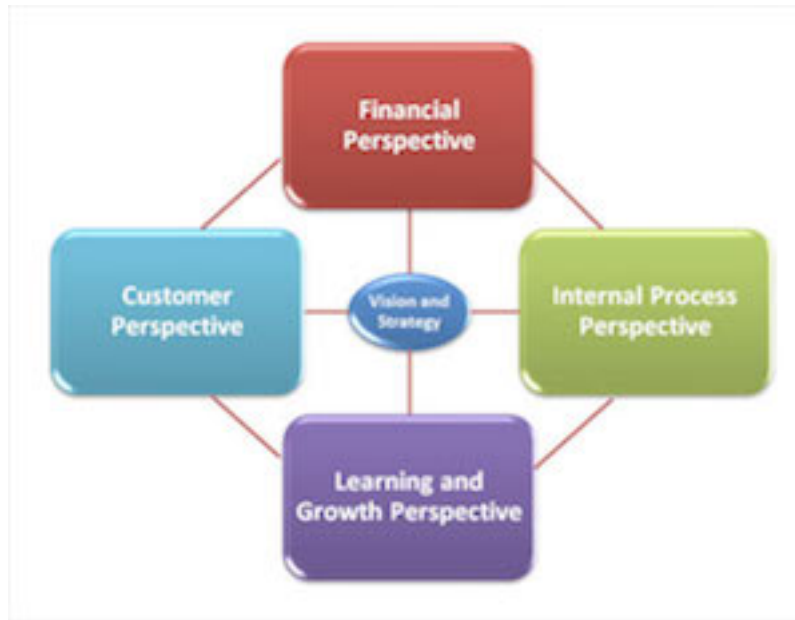 Financial
Perspective
Customer
Perspective
Vision and
Strategy
Internal Process
Perspective
Learning and
Growth Perspective